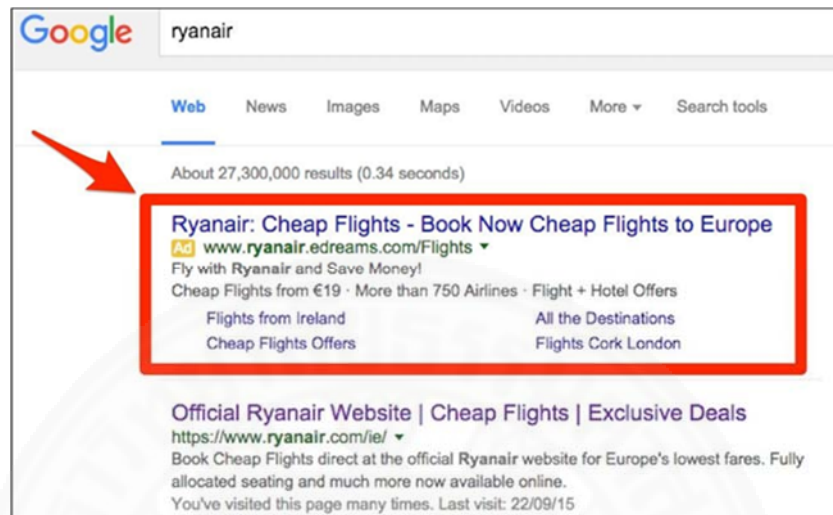 Google ryanair
Web News Images Maps Videos More Search tools
About 27,300,000 results (0.34 seconds)
Ryanair: Cheap Flights - Book Now Cheap Flights to Europe
Ad www.ryanair.edreams.com/Flights
Fly with Ryanair and Save Money!
Cheap Flights from €19 · More than 750 Airlines · Flight + Hotel Offers
Flights from Ireland All the Destinations
Cheap Flights Offers Flights Cork London
Official Ryanair Website | Cheap Flights | Exclusive Deals
https://www.ryanair.com/ie/
Book Cheap Flights direct at the official Ryanair website for Europe's lowest fares. Fully
allocated seating and much more now available online.
You've visited this page many times. Last visit: 22/09/15